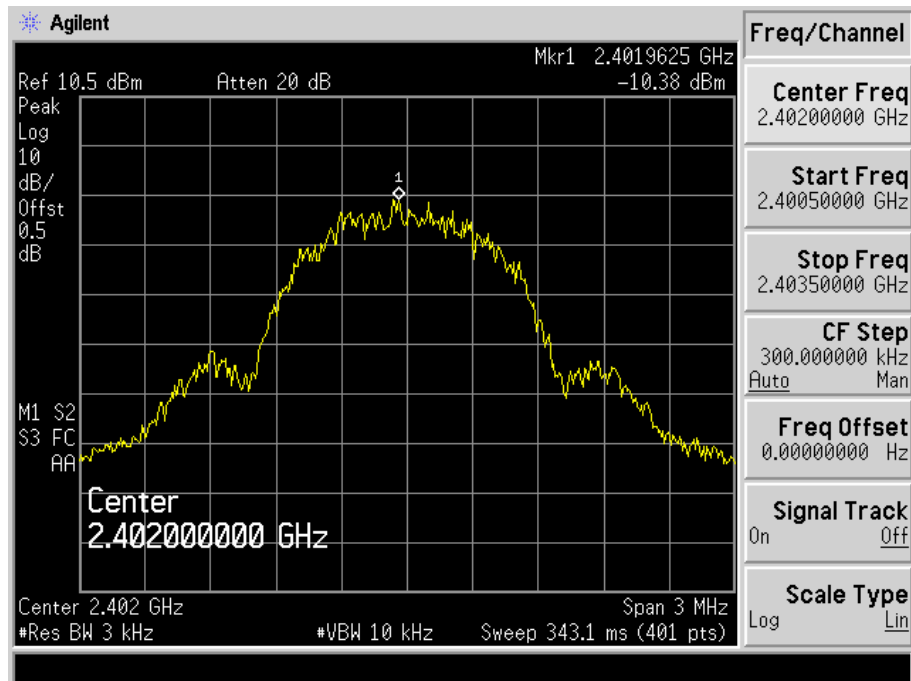 Agilent
Freq/Channel
Mkr1 2.4019625 GHz
Ref 10.5 dBm Atten 20 dB -10.38 dBm
Peak
Log
10
dB/
Offst
0.5
dB
1
M1 S2
S3 FC
AA
Center
2.402000000 GHz
Center 2.402 GHz Span 3 MHz
#Res BW 3 kHz #VBW 10 kHz Sweep 343.1 ms (401 pts)
Center Freq
2.40200000 GHz
Start Freq
2.40050000 GHz
Stop Freq
2.40350000 GHz
CF Step
300.000000 kHz
Auto Man
Freq Offset
0.00000000 Hz
Signal Track
On Off
Scale Type
Log Lin